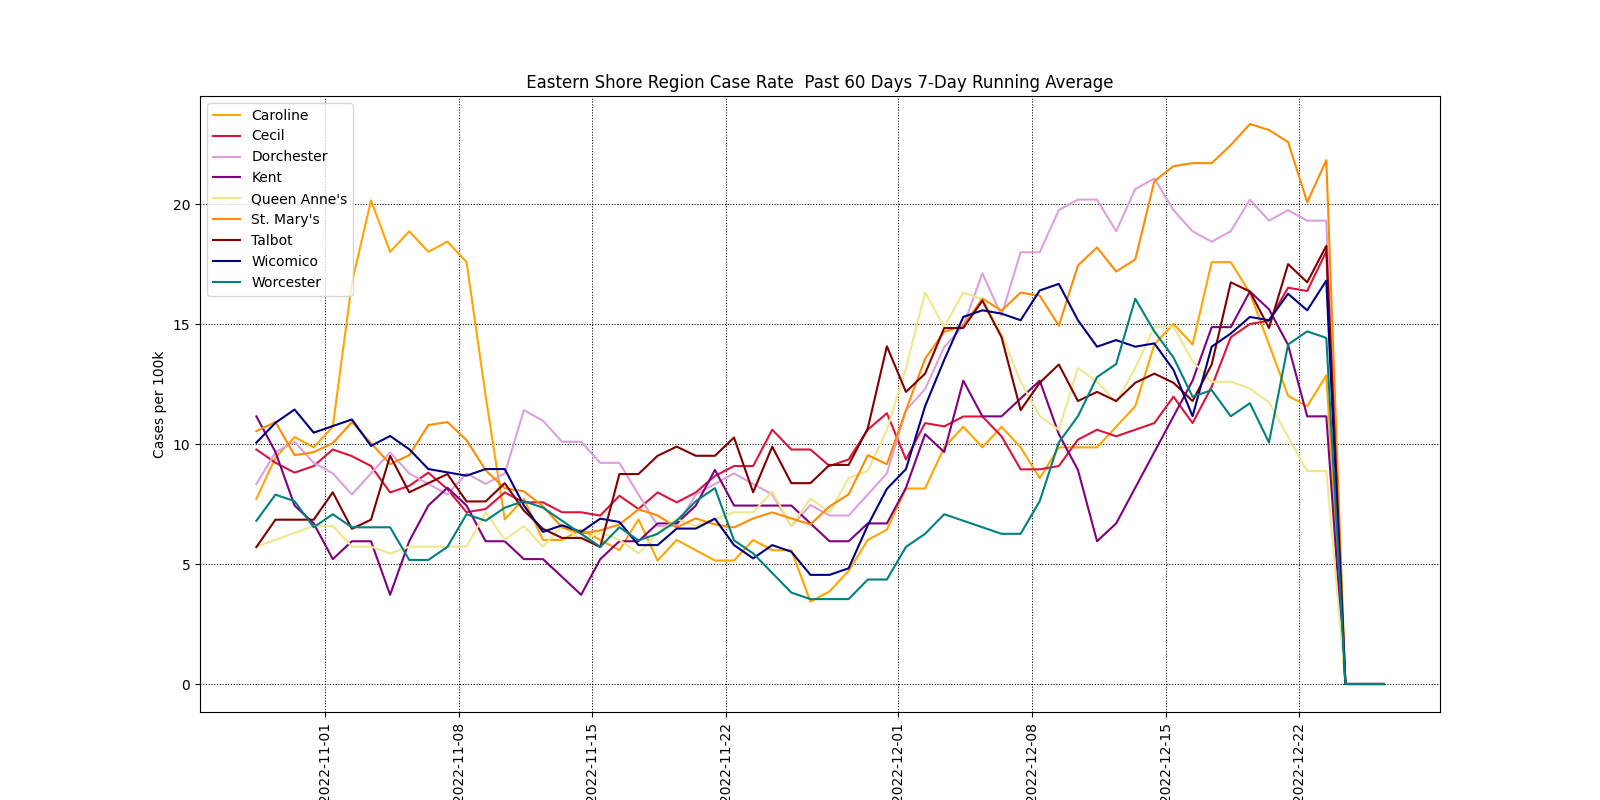 Eastern Shore Region Case Rate  Past 60 Days 7-Day Running Average
Caroline
Cecil
Dorchester
Kent
Queen Anne's
St. Mary's
Talbot
Wicomico
Worcester
Cases per 100k
20
15
10
5
0
2022-11-01
2022-11-08
2022-11-15
2022-11-22
2022-12-01
2022-12-08
2022-12-15
2022-12-22